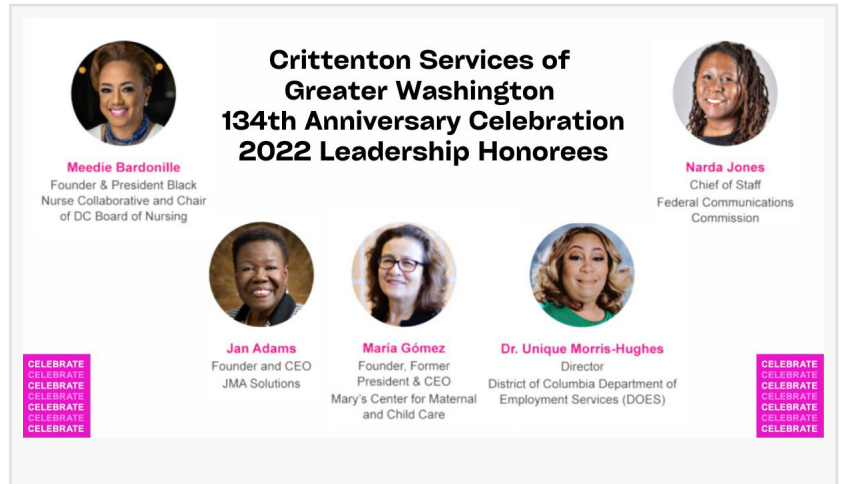 Crittenton Services of
Greater Washington
134th Anniversary Celebration
2022 Leadership Honorees
Meedie Bardonille
Founder & President Black
Nurse Collaborative and Chair
of DC Board of Nursing
Narda Jones
Chief of Staff
Federal Communications
Commission
Jan Adams
Founder and CEO
JMA Solutions
Maria Gómez
Founder, Former
President & CEO
Mary's Center for Maternal
and Child Care
Dr. Unique Morris-Hughes
Director
District of Columbia Department of
Employment Services (DOES)
CELEBRATE
CELEBRATE
CELEBRATE
CELEBRATE
CELEBRATE
CELEBRATE
CELEBRATE
CELEBRATE
CELEBRATE
CELEBRATE
CELEBRATE
CELEBRATE
CELEBRATE
CELEBRATE